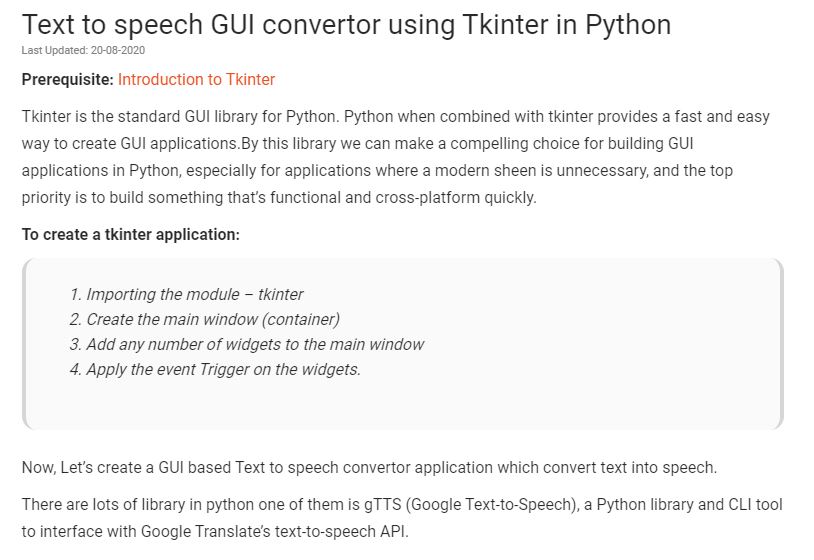 Text to speech GUI convertor using Tkinter in Python
Last Updated: 20-08-2020
Prerequisite: Introduction to Tkinter
Tkinter is the standard GUI library for Python. Python when combined with tkinter provides a fast and easy
way to create GUI applications.By this library we can make a compelling choice for building GUI
applications in Python, especially for applications where a modern sheen is unnecessary, and the top
priority is to build something that's functional and cross-platform quickly.
To create a tkinter application:
1. Importing the module – tkinter
2. Create the main window (container)
3. Add any number of widgets to the main window
4. Apply the event Trigger on the widgets.
Now, Let's create a GUI based Text to speech convertor application which convert text into speech.
There are lots of library in python one of them is gTTS (Google Text-to-Speech), a Python library and CLI tool
to interface with Google Translate's text-to-speech API.